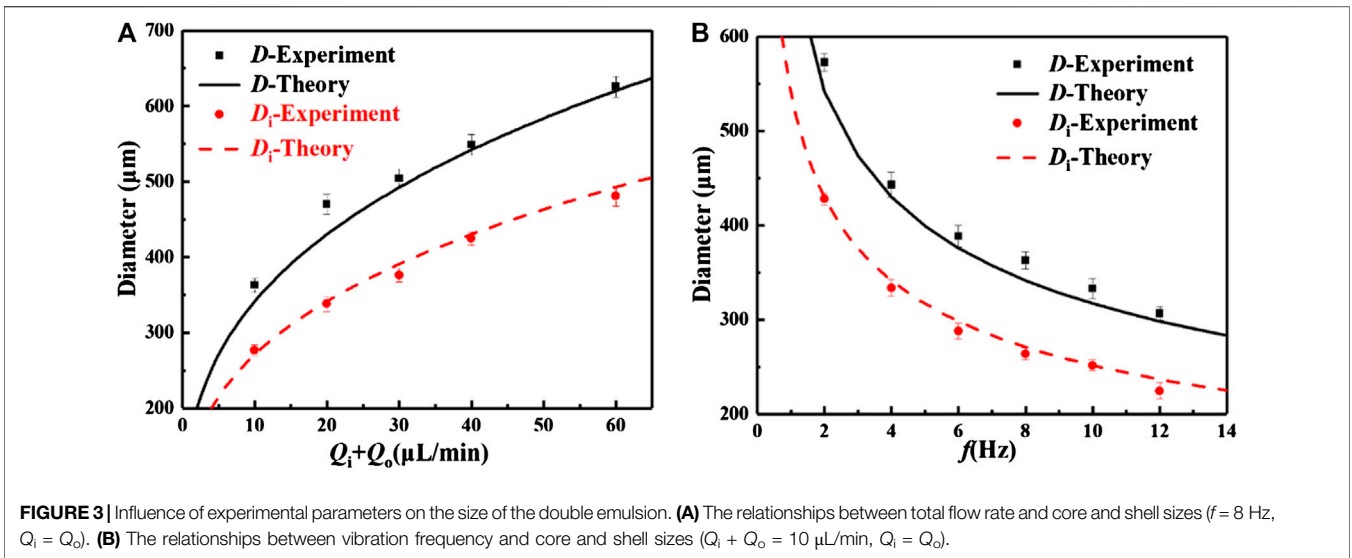 A
700
600
500
400
300
200
Diameter (μm)
D-Experiment
D-Theory
Di-Experiment
Di-Theory
0 10 20 30 40 50 60
Qi+Qo(μL/min)
B
600
500
400
300
200
Diameter (μm)
D-Experiment
D-Theory
Di-Experiment
Di-Theory
0 2 4 6 8 10 12 14
f(Hz)
FIGURE 3 | Influence of experimental parameters on the size of the double emulsion. (A) The relationships between total flow rate and core and shell sizes (f = 8 Hz,
Qi = Qo). (B) The relationships between vibration frequency and core and shell sizes (Qi + Qo = 10 μL/min, Qi = Qo).